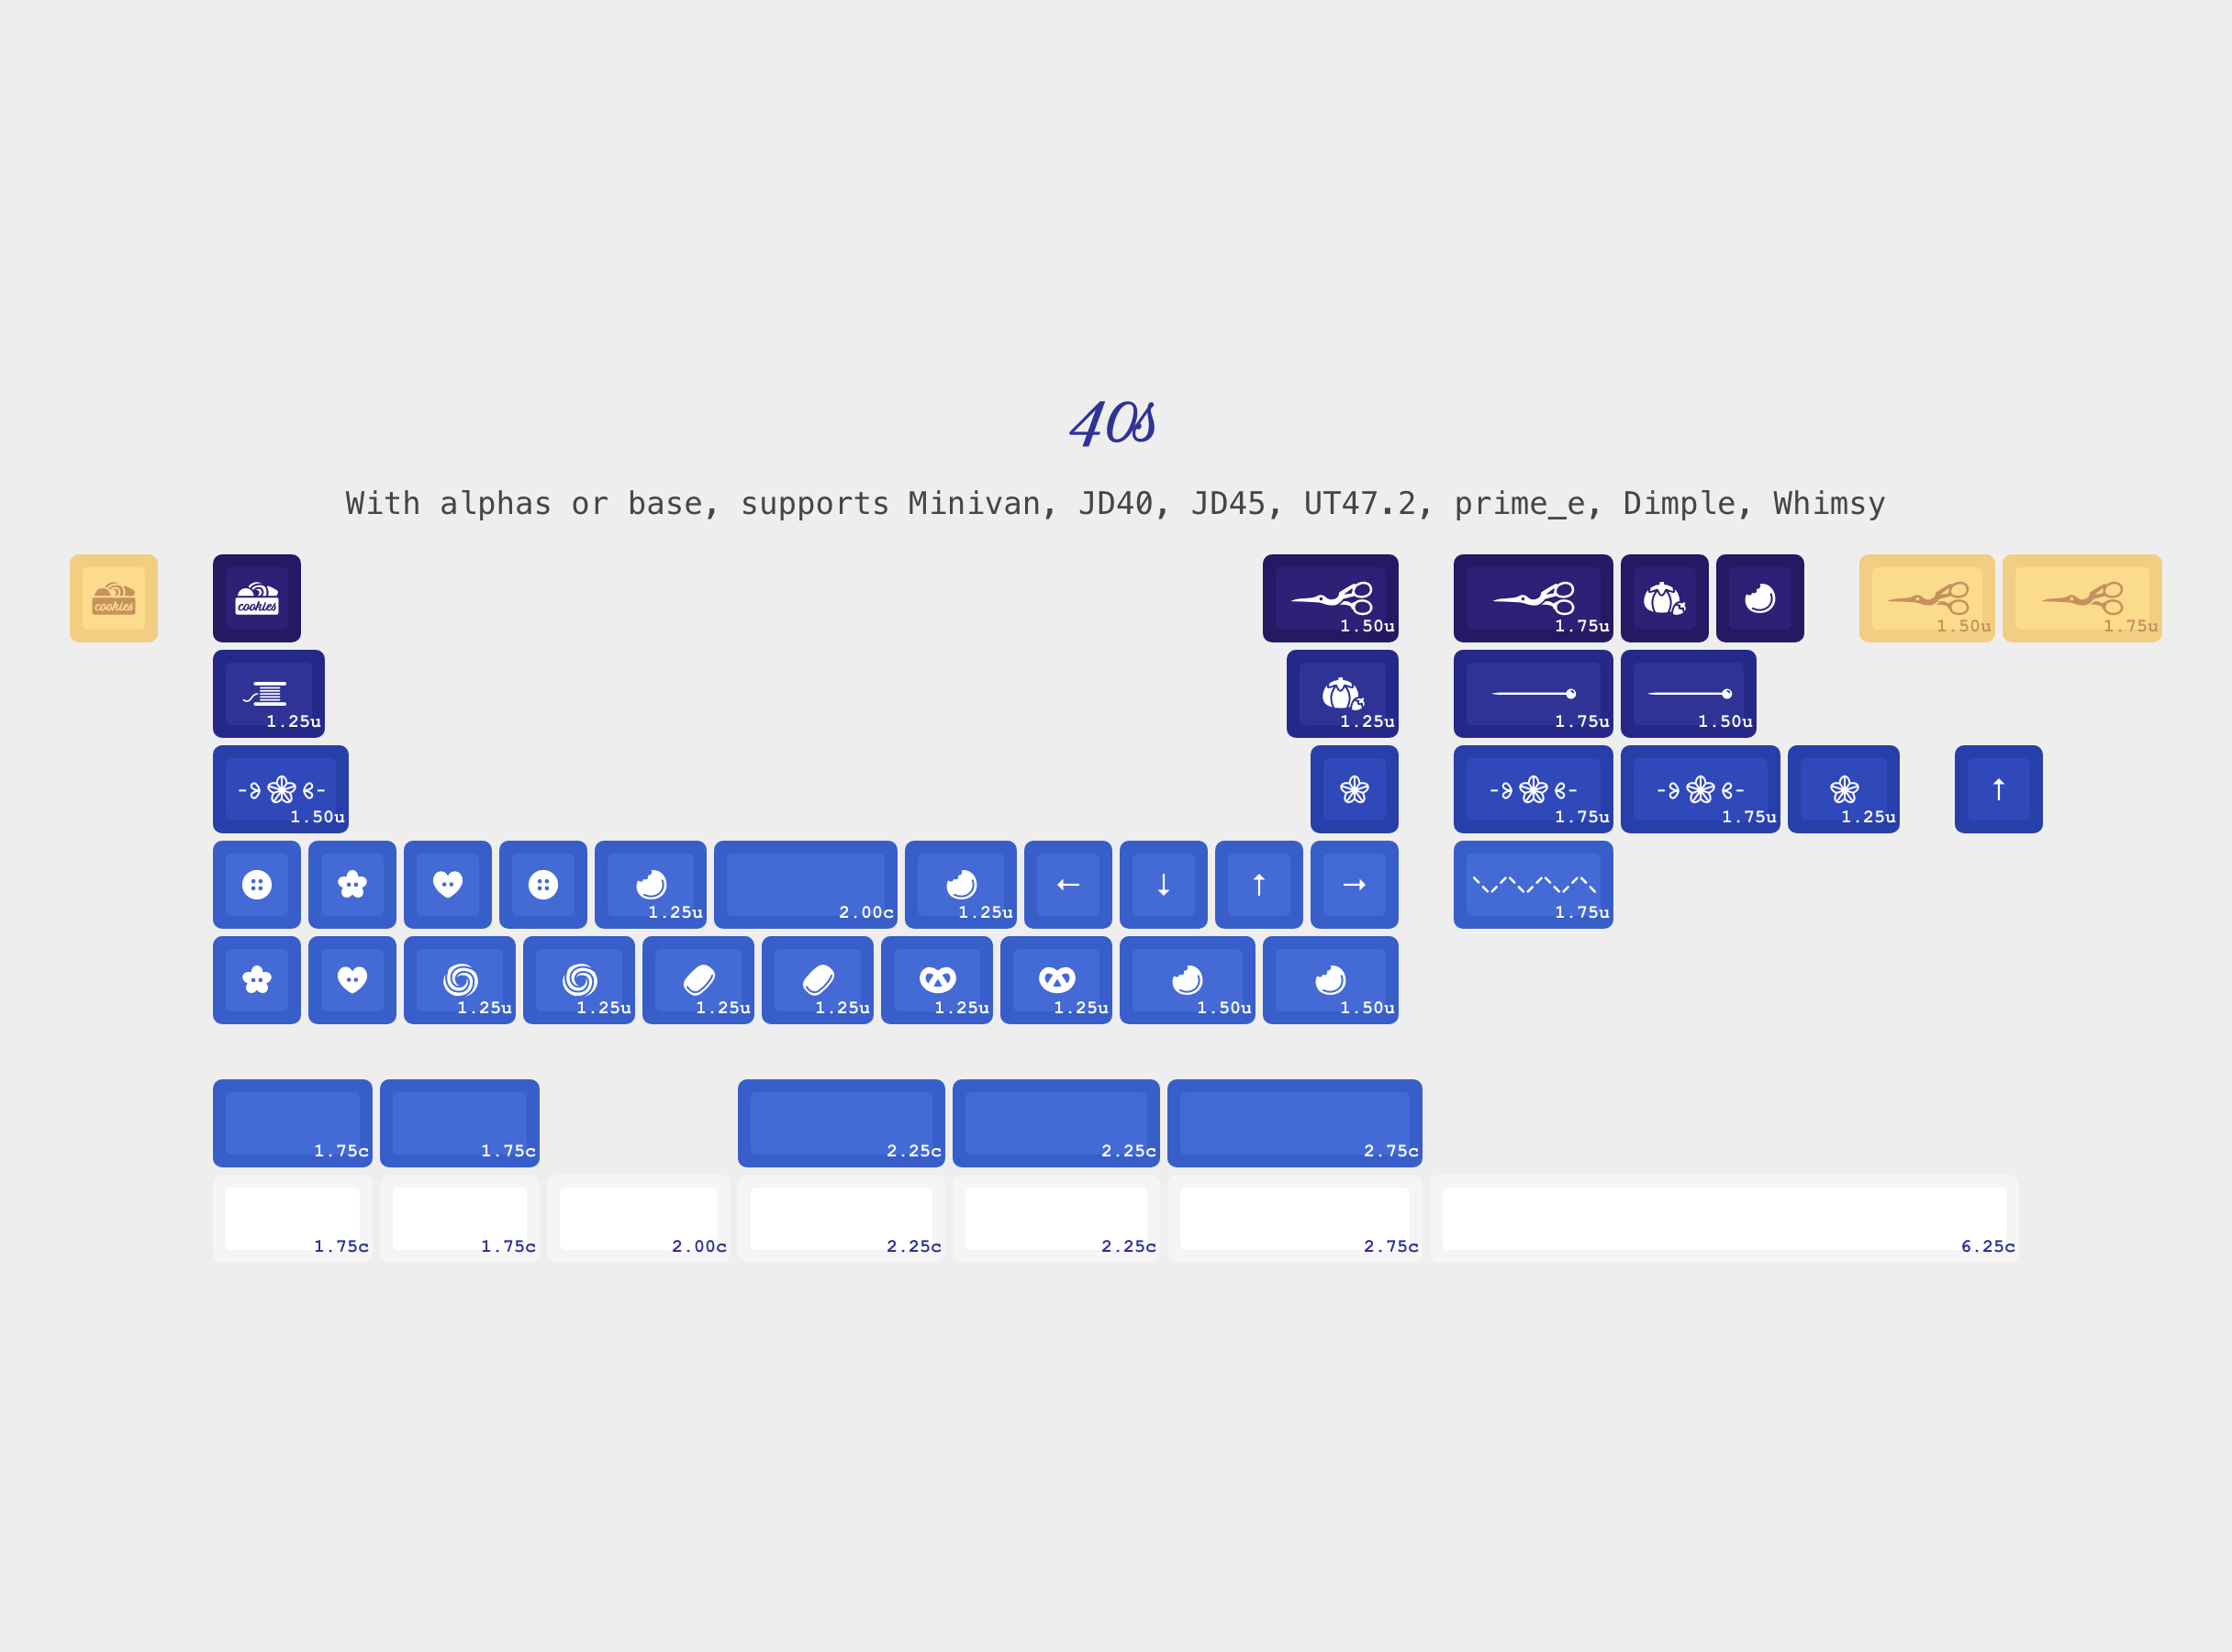 40s
With alphas or base, supports Minivan, JD40, JD45, UT47.2, prime_e, Dimple, Whimsy
cookies cookies 1.50u 1.75u 1.50u 1.75u
1.25u 1.25u 1.75u 1.50u
1.50u 1.75u 1.75u 1.25u ↑
1.25u 2.00c 1.25u ← ↓ ↑ → 1.75u
1.25u 1.25u 1.25u 1.25u 1.25u 1.25u 1.50u 1.50u
1.75c 1.75c 2.25c 2.25c 2.75c
1.75c 1.75c 2.00c 2.25c 2.25c 2.75c 6.25c